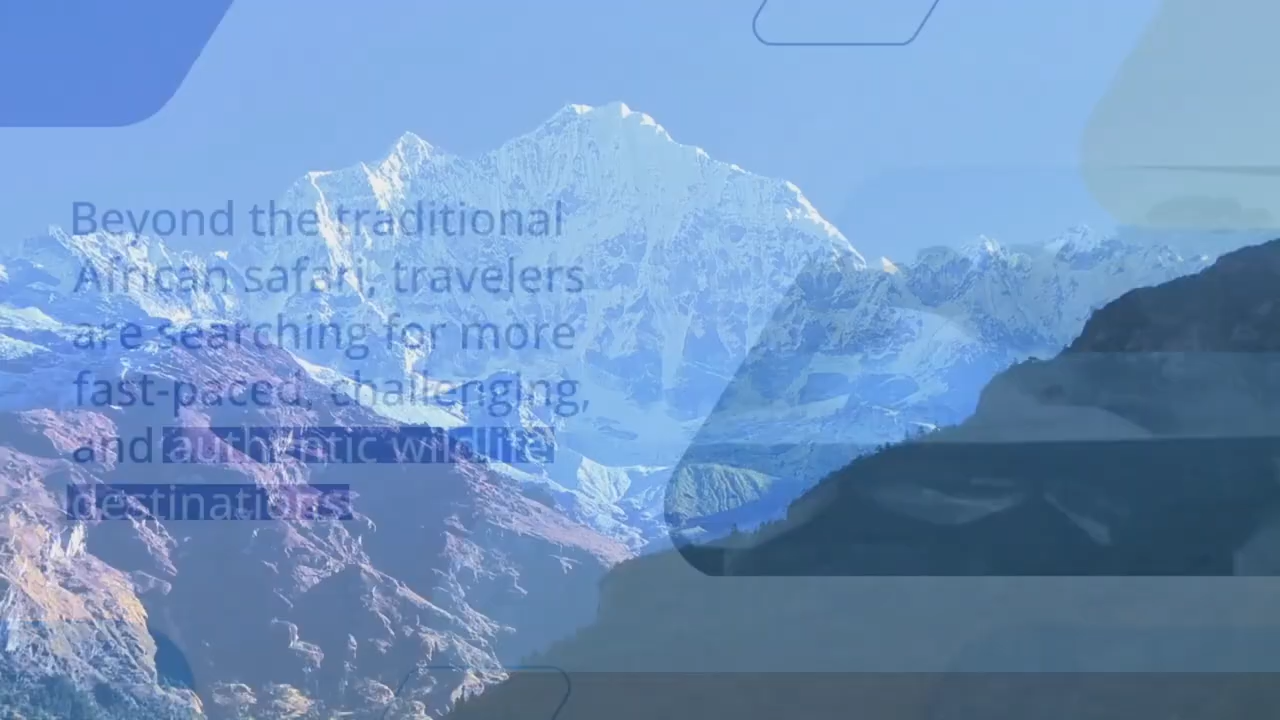 Beyond the traditional
African safari, travelers
are searching for more
fast-paced, challenging,
and authentic wildlife
destinations.